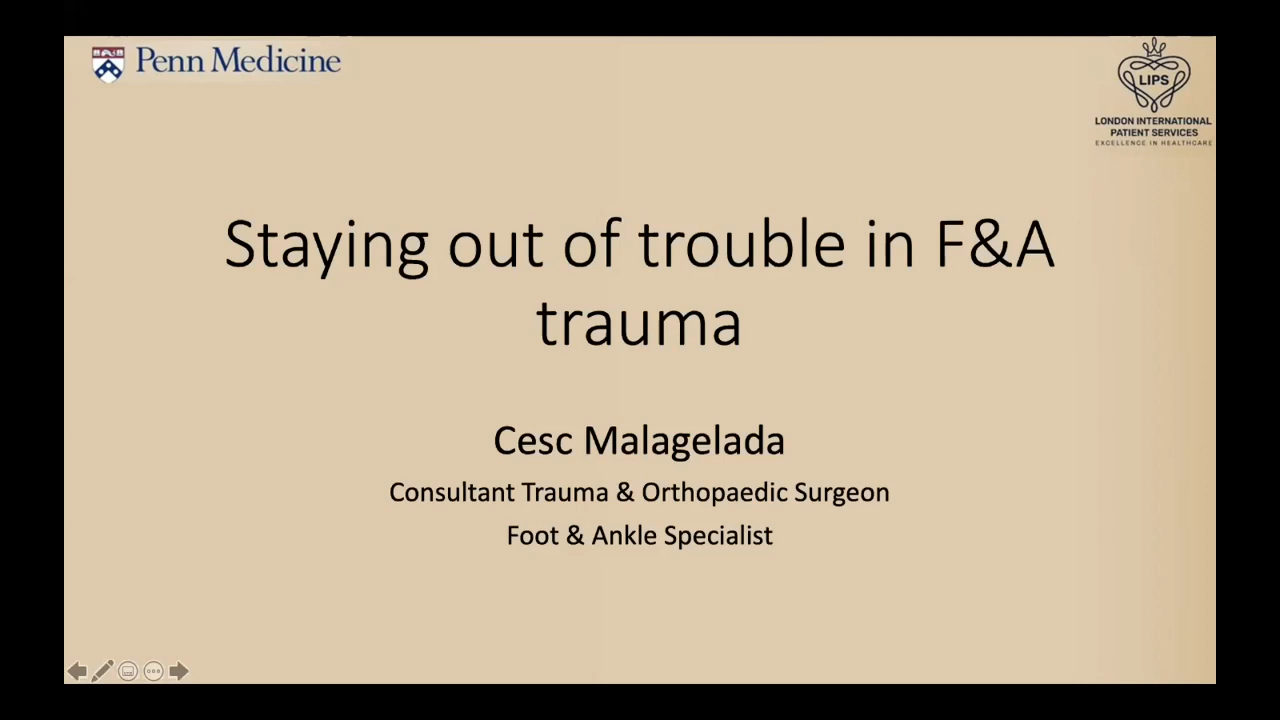 Penn Medicine
LIPS
LONDON INTERNATIONAL
PATIENT SERVICES
EXCELLENCE IN HEALTHCARE
Staying out of trouble in F&A
trauma
Cesc Malagelada
Consultant Trauma & Orthopaedic Surgeon
Foot & Ankle Specialist